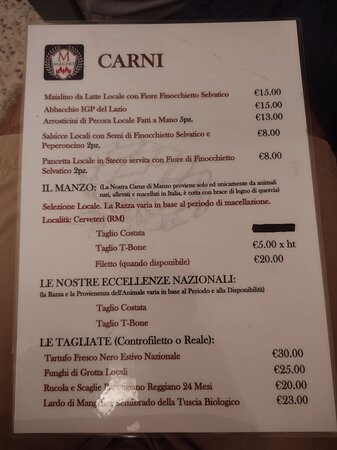 M
MAGNO
CARNI
Maialino da Latte Locale con Fiore Finocchietto Selvatico €15.00
Abbacchio IGP del Lazio €15.00
Arrosticini di Pecora Locale Fatti a Mano 5pz. €13.00
Salsicce Locali con Semi di Finocchietto Selvatico e €8.00
Peperoncino 2pz.
Pancetta Locale in Stecco servita con Fiore di Finocchietto €8.00
Selvatico 2pz.
IL MANZO: (La Nostra Carne di Manzo proviene solo ed unicamente da animali
nati, allevati e macellati in Italia, è cotta con brace di legno di quercia)
Selezione Locale. La Razza varia in base al periodo di macellazione.
Località: Cerveteri (RM)
Taglio Costata
Taglio T-Bone €5.00 x ht
Filetto (quando disponibile) €20.00
LE NOSTRE ECCELLENZE NAZIONALI:
(la Razza e la Provienenza dell'Animale varia in base al Periodo e alla Disponibilità)
Taglio Costata
Taglio T-Bone
LE TAGLIATE (Controfiletto o Reale):
Tartufo Fresco Nero Estivo Nazionale €30.00
Funghi di Grotta Locali €25.00
Rucola e Scaglie Reggiano 24 Mesi €20.00
Lardo di della Tuscia Biologico €23.00